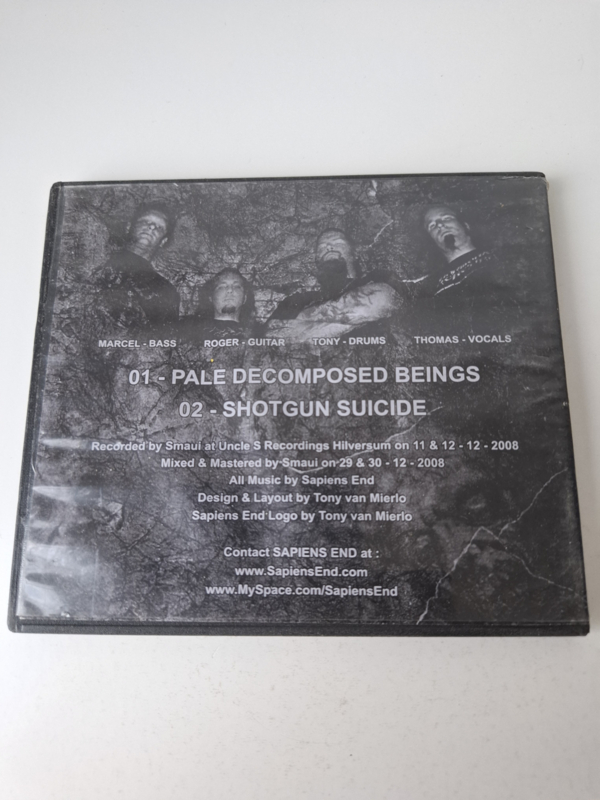 MARCEL - BASS ROGER - GUITAR TONY - DRUMS THOMAS - VOCALS
01 - PALE DECOMPOSED BEINGS
02 - SHOTGUN SUICIDE
Recorded by Smaui at Uncle S Recordings Hilversum on 11 & 12 - 12 - 2008
Mixed & Mastered by Smaui on 29 & 30 - 12 - 2008
All Music by Sapiens End
Design & Layout by Tony van Mierlo
Sapiens End Logo by Tony van Mierlo
Contact SAPIENS END at :
www.SapiensEnd.com
www.MySpace.com/SapiensEnd